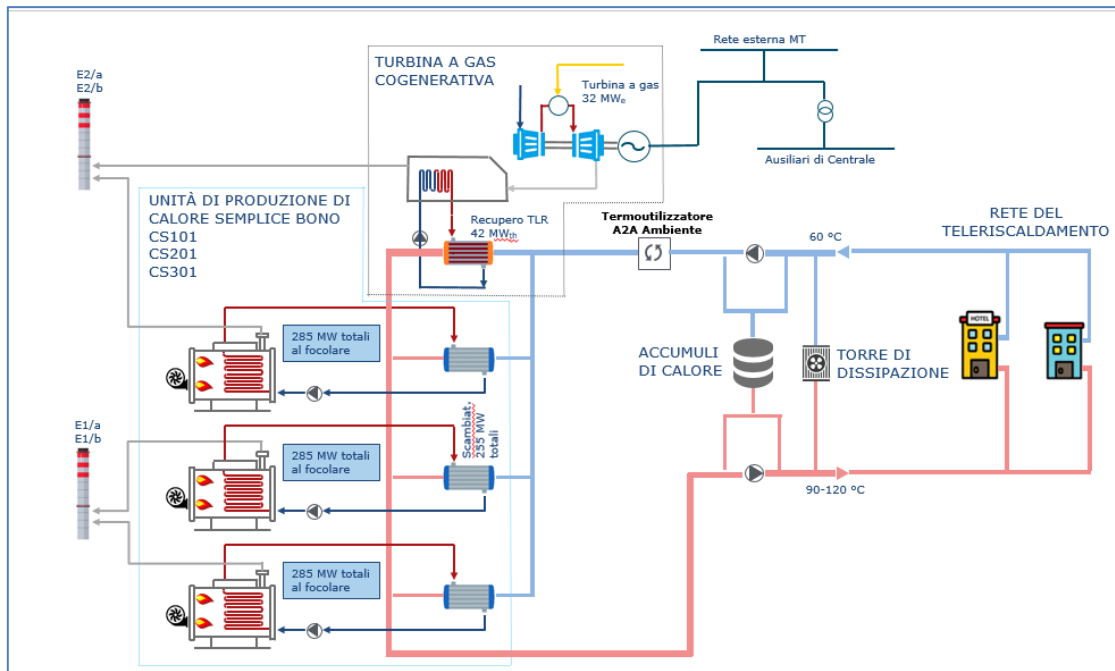 Rete esterna MT
E2/a
E2/b
TURBINA A GAS
COGENERATIVA
Turbina a gas
32 MWe
Ausiliari di Centrale
UNITÀ DI PRODUZIONE DI
CALORE SEMPLICE BONO
CS101
CS201
CS301
Recupero TLR
42 MWth
Termoutilizzatore
A2A Ambiente
60 °C
RETE DEL
TELERISCALDAMENTO
HOTEL
285 MW totali
al focolare
ACCUMULI
DI CALORE
TORRE DI
DISSIPAZIONE
E1/a
E1/b
285 MW totali
al focolare
Scambiat.
255 MW
totali
90-120 °C
285 MW totali
al focolare